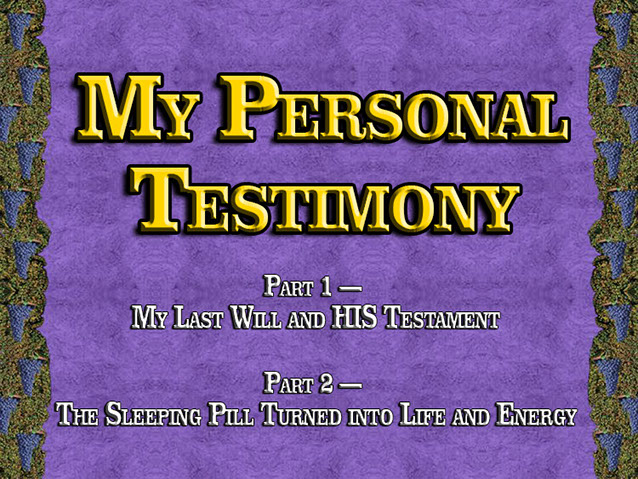 My Personal
Testimony
Part 1 —
My Last Will and HIS Testament
Part 2 —
The Sleeping Pill Turned into Life and Energy